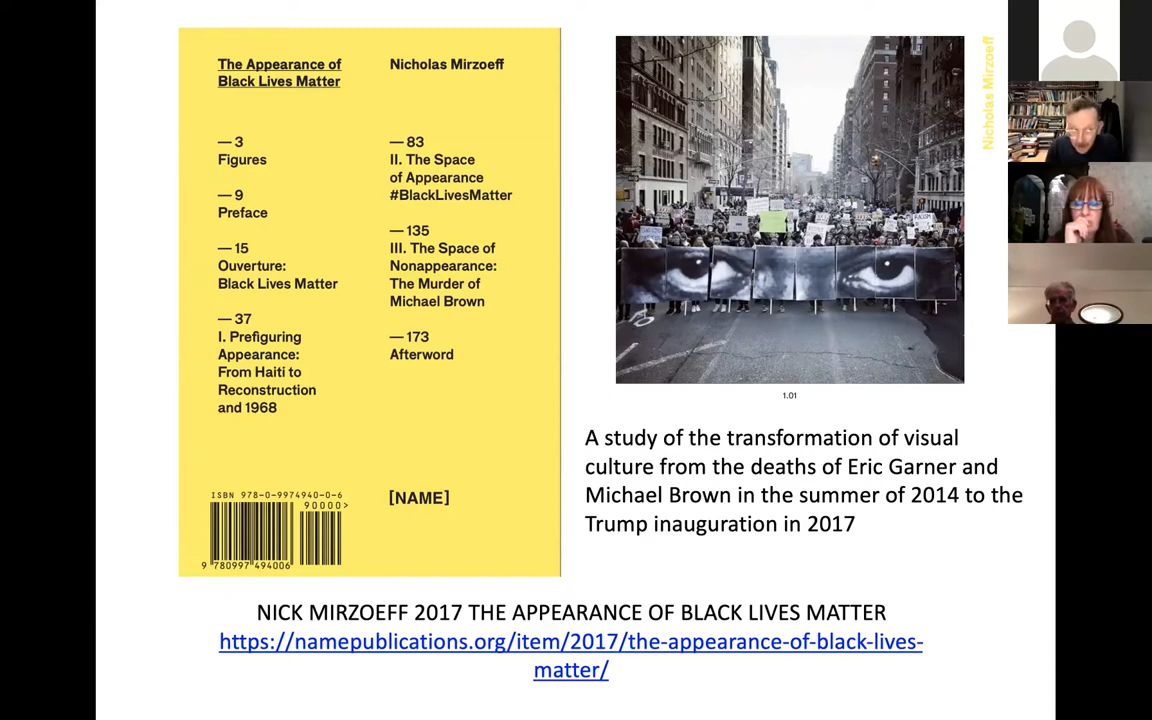 The Appearance of
Black Lives Matter
Nicholas Mirzoeff
— 3
Figures
— 9
Preface
— 15
Ouverture:
Black Lives Matter
— 37
I. Prefiguring
Appearance:
From Haiti to
Reconstruction
and 1968
— 83
II. The Space
of Appearance
#BlackLivesMatter
— 135
III. The Space of
Nonappearance:
The Murder of
Michael Brown
— 173
Afterword
ISBN 978-0-9974940-0-6
90000>
9 780997 494006
[NAME]
Nicholas Mirzoeff
1.01
A study of the transformation of visual
culture from the deaths of Eric Garner and
Michael Brown in the summer of 2014 to the
Trump inauguration in 2017
NICK MIRZOEFF 2017 THE APPEARANCE OF BLACK LIVES MATTER
https://namepublications.org/item/2017/the-appearance-of-black-lives-
matter/